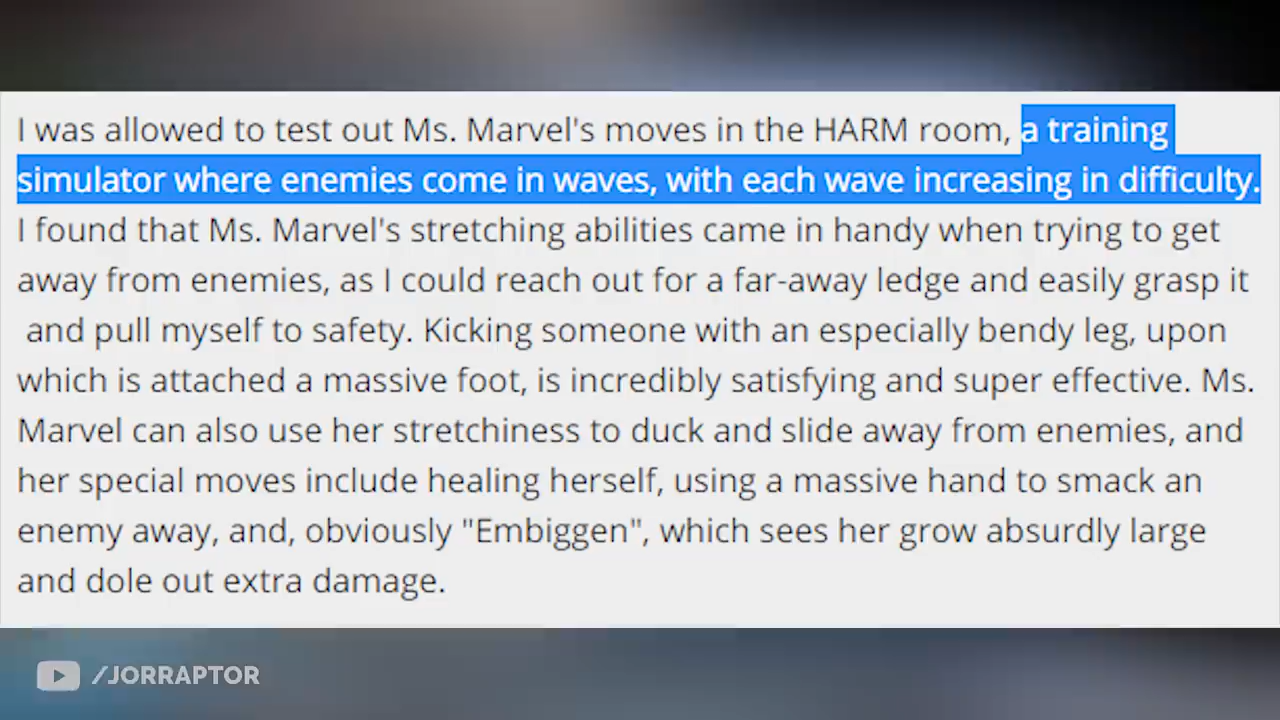 I was allowed to test out Ms. Marvel's moves in the HARM room, a training
simulator where enemies come in waves, with each wave increasing in difficulty.
I found that Ms. Marvel's stretching abilities came in handy when trying to get
away from enemies, as I could reach out for a far-away ledge and easily grasp it
and pull myself to safety. Kicking someone with an especially bendy leg, upon
which is attached a massive foot, is incredibly satisfying and super effective. Ms.
Marvel can also use her stretchiness to duck and slide away from enemies, and
her special moves include healing herself, using a massive hand to smack an
enemy away, and, obviously "Embiggen", which sees her grow absurdly large
and dole out extra damage.
/JORRAPTOR